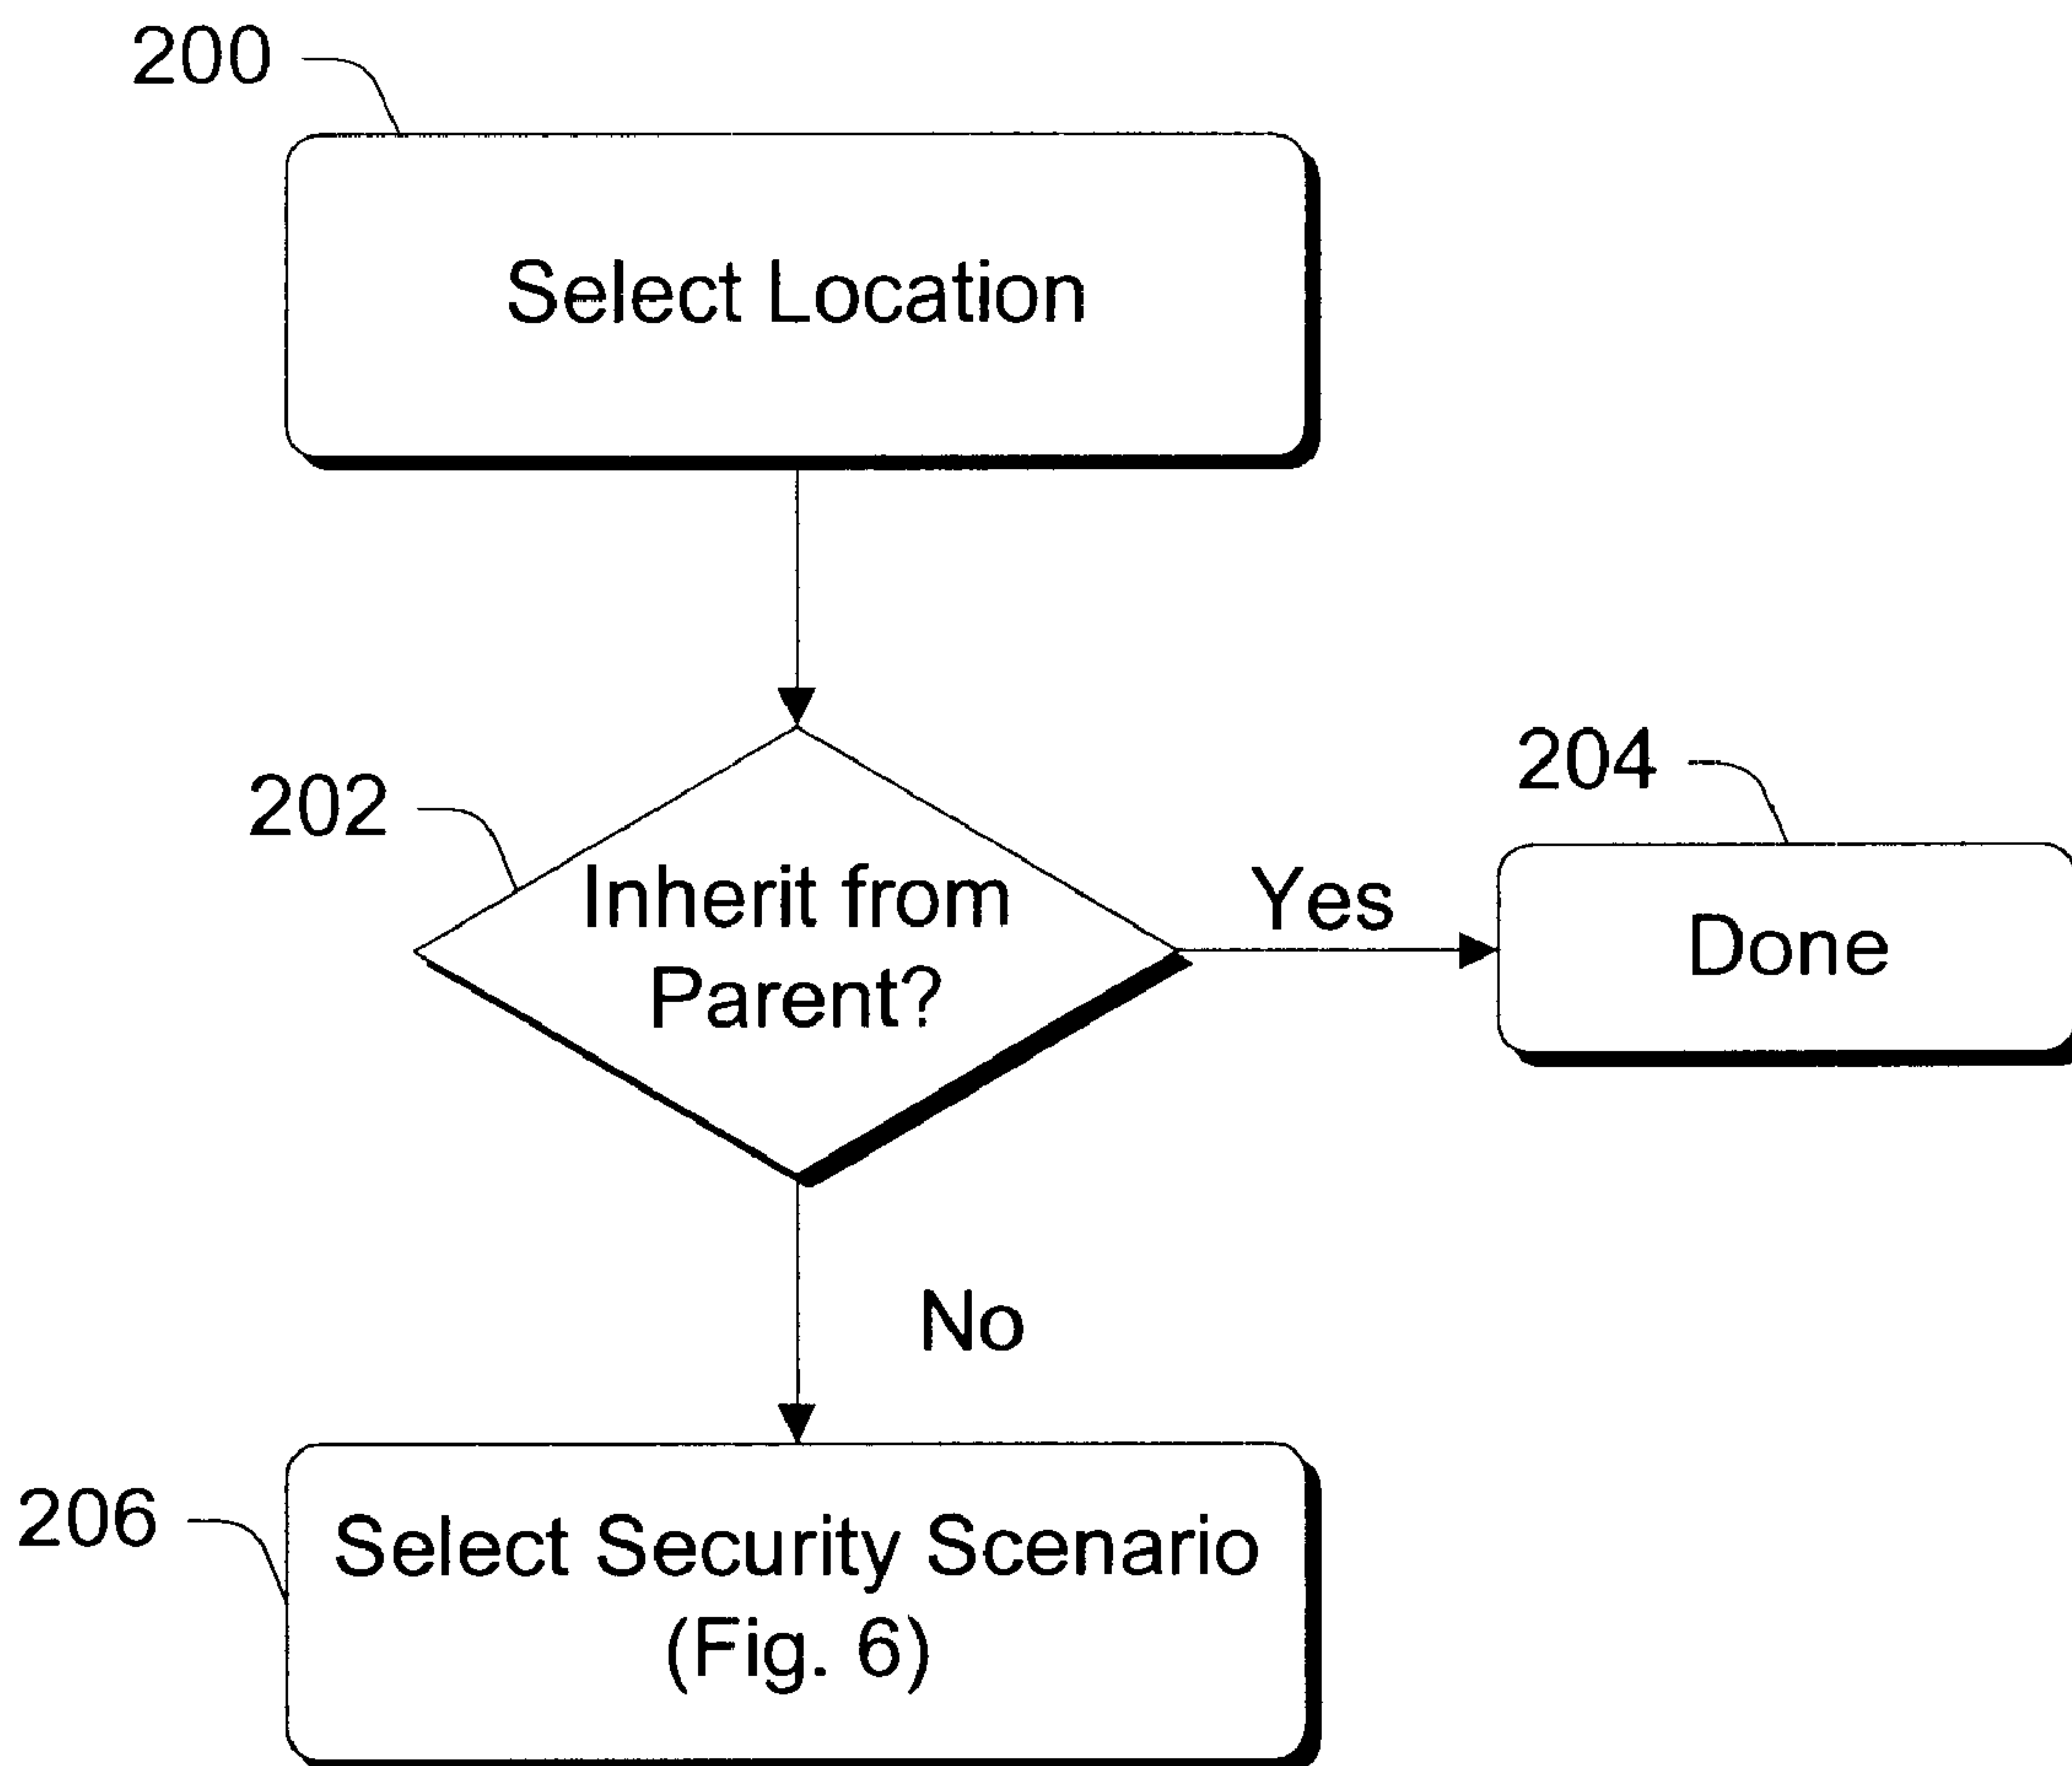 200
Select Location
202
Inherit from
Parent?
Yes
204
Done
No
206
Select Security Scenario
(Fig. 6)